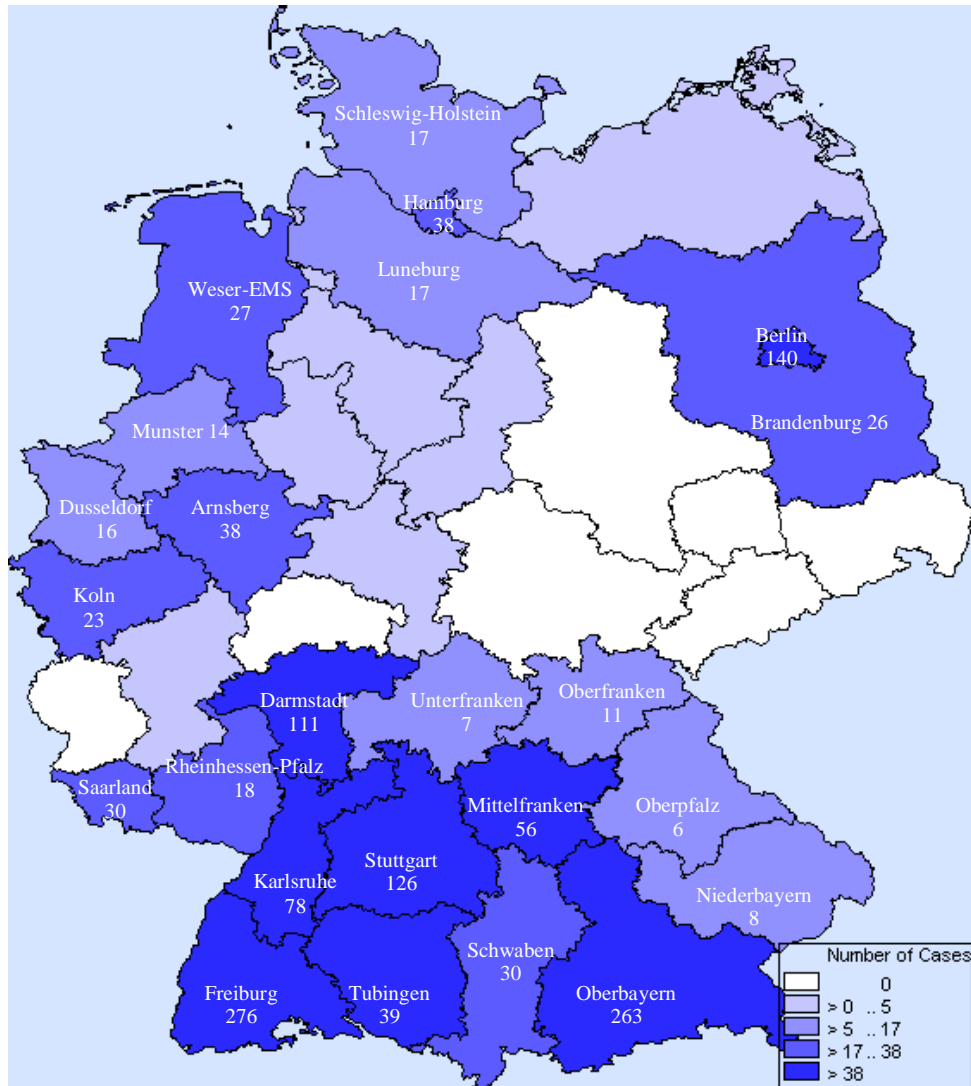 Schleswig-Holstein
17
Hamburg
38
Luneburg
17
Weser-EMS
27
Berlin
140
Brandenburg 26
Munster 14
Dusseldorf
16
Arnsberg
38
Koln
23
Darmstadt
111
Unterfranken
7
Oberfranken
11
Rheinhessen-Pfalz
18
Saarland
30
Mittelfranken
56
Oberpfalz
6
Stuttgart
126
Karlsruhe
78
Niederbayern
8
Schwaben
30
Freiburg
276
Tubingen
39
Oberbayern
263
Number of Cases
0
> 0 .. 5
> 5 .. 17
> 17 .. 38
> 38